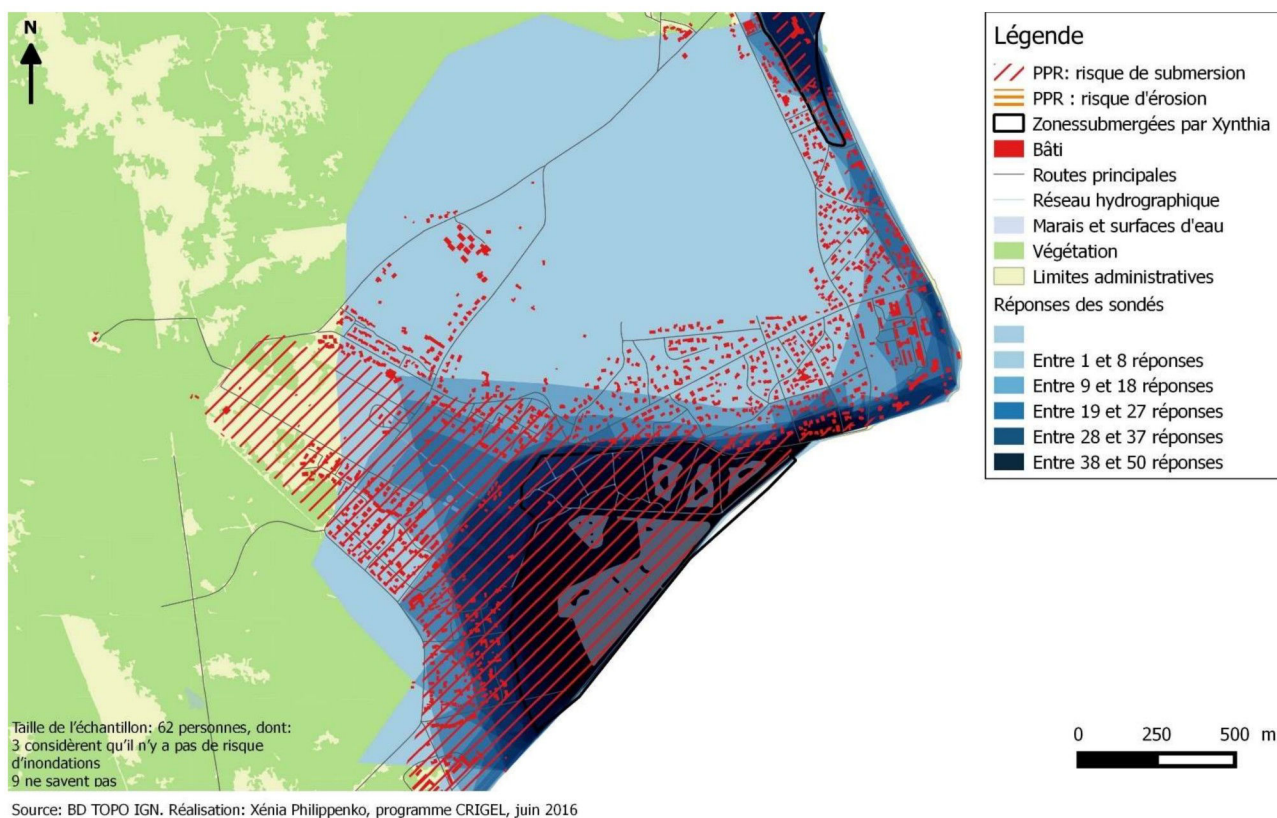 N
Légende
PPR: risque de submersion
PPR : risque d'érosion
Zonessubmergées par Xynthia
Bâti
Routes principales
Réseau hydrographique
Marais et surfaces d'eau
Végétation
Limites administratives
Réponses des sondés
Entre 1 et 8 réponses
Entre 9 et 18 réponses
Entre 19 et 27 réponses
Entre 28 et 37 réponses
Entre 38 et 50 réponses
Taille de l'échantillon: 62 personnes, dont:
3 considèrent qu'il n'y a pas de risque
d'inondations
9 ne savent pas
0 250 500 m
Source: BD TOPO IGN. Réalisation: Xénia Philippenko, programme CRIGEL, juin 2016